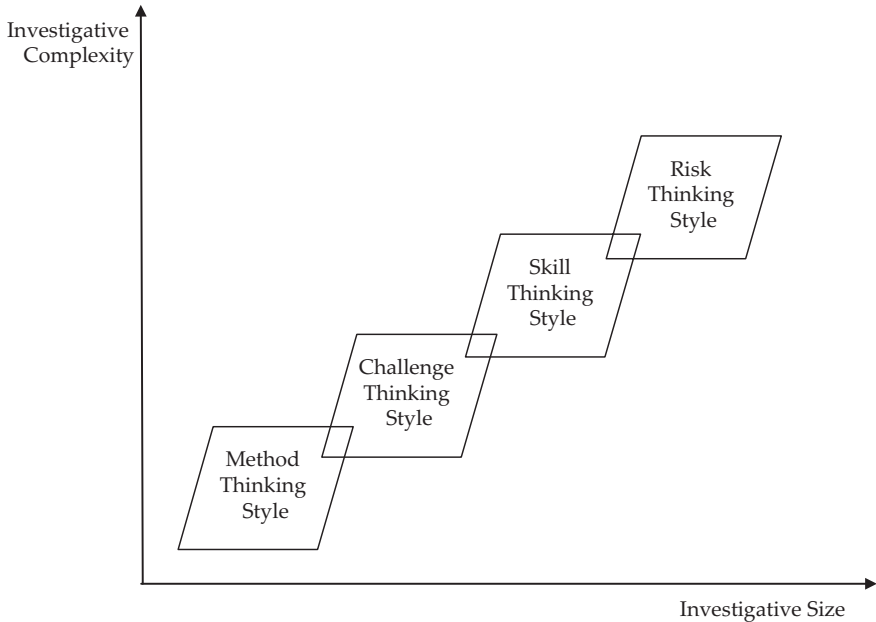 Investigative
Complexity
Risk
Thinking
Style
Skill
Thinking
Style
Challenge
Thinking
Style
Method
Thinking
Style
Investigative Size